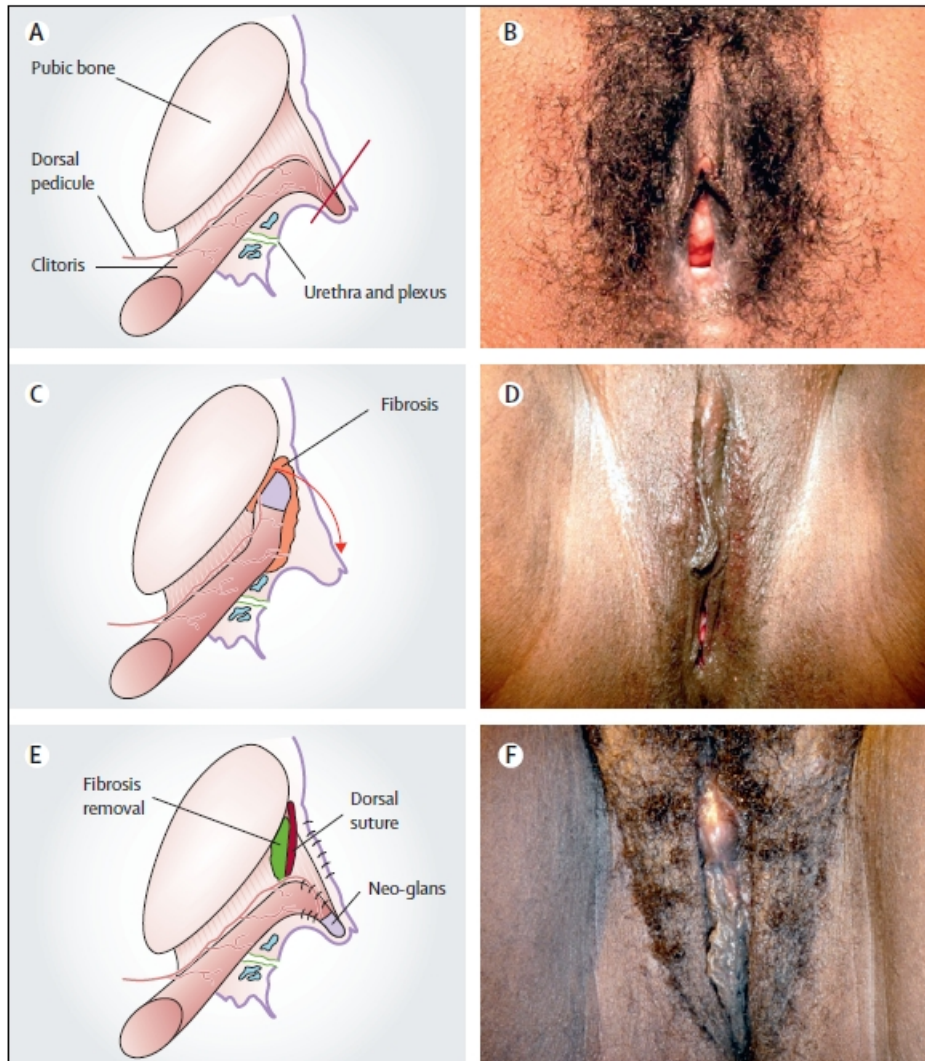 A
Pubic bone
Dorsal
pedicule
Clitoris
Urethra and plexus
B
C
Fibrosis
D
E
Fibrosis
removal
Dorsal
suture
Neo-glans
F